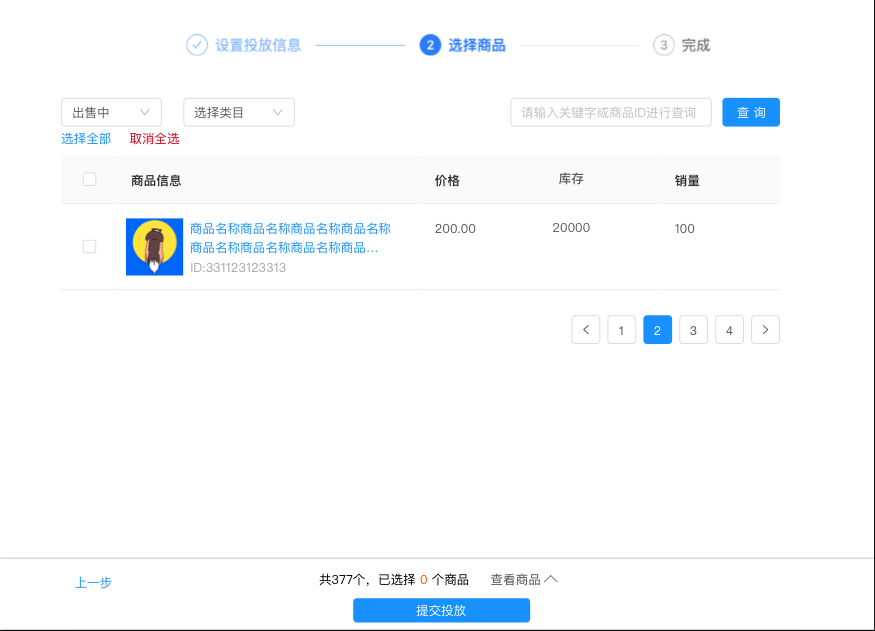 设置投放信息 2 选择商品 3 完成
出售中 选择类目 请输入关键字或商品ID进行查询 查 询
选择全部 取消全选
商品信息 价格 库存 销量
商品名称商品名称商品名称商品名称 200.00 20000 100
商品名称商品名称商品名称商品...
ID:331123123313
1 2 3 4
共377个，已选择 0 个商品 查看商品
上一步
提交投放